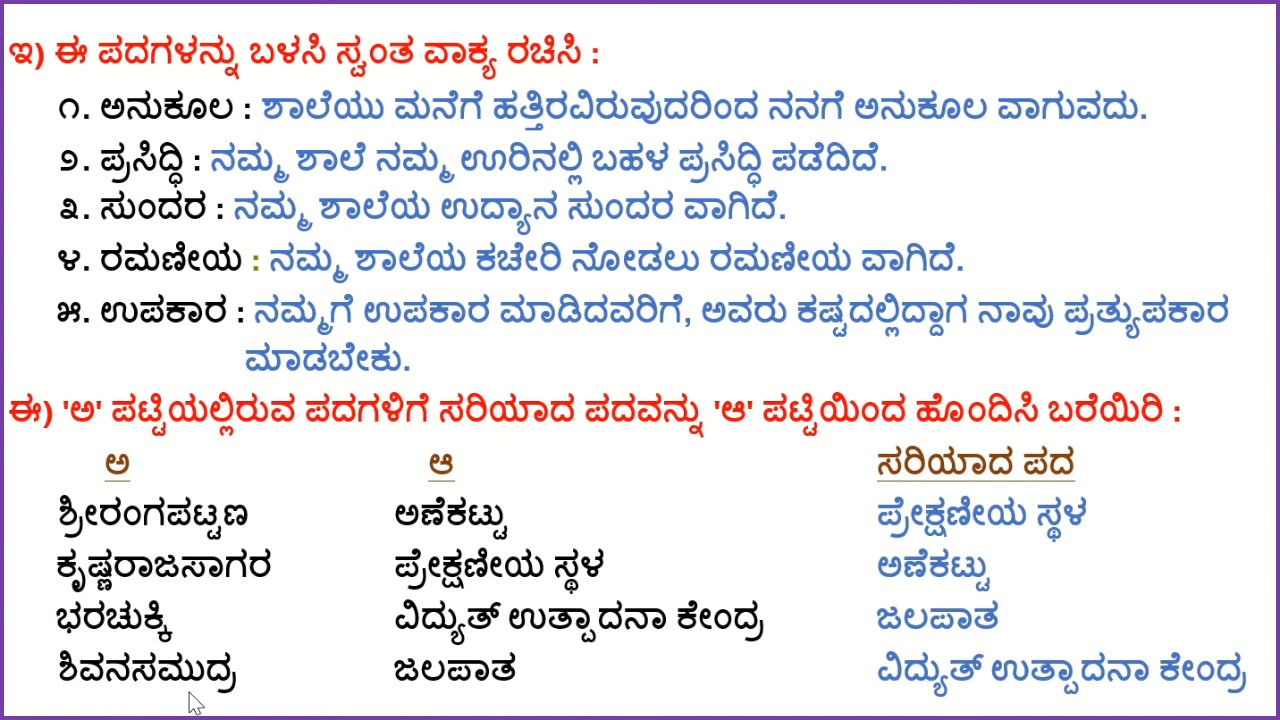 ಇ) ಈ ಪದಗಳನ್ನು ಬಳಸಿ ಸ್ವಂತ ವಾಕ್ಯ ರಚಿಸಿ :
೧. ಅನುಕೂಲ : ಶಾಲೆಯು ಮನೆಗೆ ಹತ್ತಿರವಿರುವುದರಿಂದ ನನಗೆ ಅನುಕೂಲ ವಾಗುವದು.
೨. ಪ್ರಸಿದ್ಧಿ : ನಮ್ಮ ಶಾಲೆ ನಮ್ಮ ಊರಿನಲ್ಲಿ ಬಹಳ ಪ್ರಸಿದ್ಧಿ ಪಡೆದಿದೆ.
೩. ಸುಂದರ : ನಮ್ಮ ಶಾಲೆಯ ಉದ್ಯಾನ ಸುಂದರ ವಾಗಿದೆ.
೪. ರಮಣೀಯ : ನಮ್ಮ ಶಾಲೆಯ ಕಚೇರಿ ನೋಡಲು ರಮಣೀಯ ವಾಗಿದೆ.
೫. ಉಪಕಾರ : ನಮ್ಮಗೆ ಉಪಕಾರ ಮಾಡಿದವರಿಗೆ, ಅವರು ಕಷ್ಟದಲ್ಲಿದ್ದಾಗ ನಾವು ಪ್ರತ್ಯುಪಕಾರ
ಮಾಡಬೇಕು.
ಈ) 'ಅ' ಪಟ್ಟಿಯಲ್ಲಿರುವ ಪದಗಳಿಗೆ ಸರಿಯಾದ ಪದವನ್ನು 'ಆ' ಪಟ್ಟಿಯಿಂದ ಹೊಂದಿಸಿ ಬರೆಯಿರಿ :
ಅ ಆ ಸರಿಯಾದ ಪದ
ಶ್ರೀರಂಗಪಟ್ಟಣ ಅಣೆಕಟ್ಟು ಪ್ರೇಕ್ಷಣೀಯ ಸ್ಥಳ
ಕೃಷ್ಣರಾಜಸಾಗರ ಪ್ರೇಕ್ಷಣೀಯ ಸ್ಥಳ ಅಣೆಕಟ್ಟು
ಭರಚುಕ್ಕಿ ವಿದ್ಯುತ್ ಉತ್ಪಾದನಾ ಕೇಂದ್ರ ಜಲಪಾತ
ಶಿವನಸಮುದ್ರ ಜಲಪಾತ ವಿದ್ಯುತ್ ಉತ್ಪಾದನಾ ಕೇಂದ್ರ